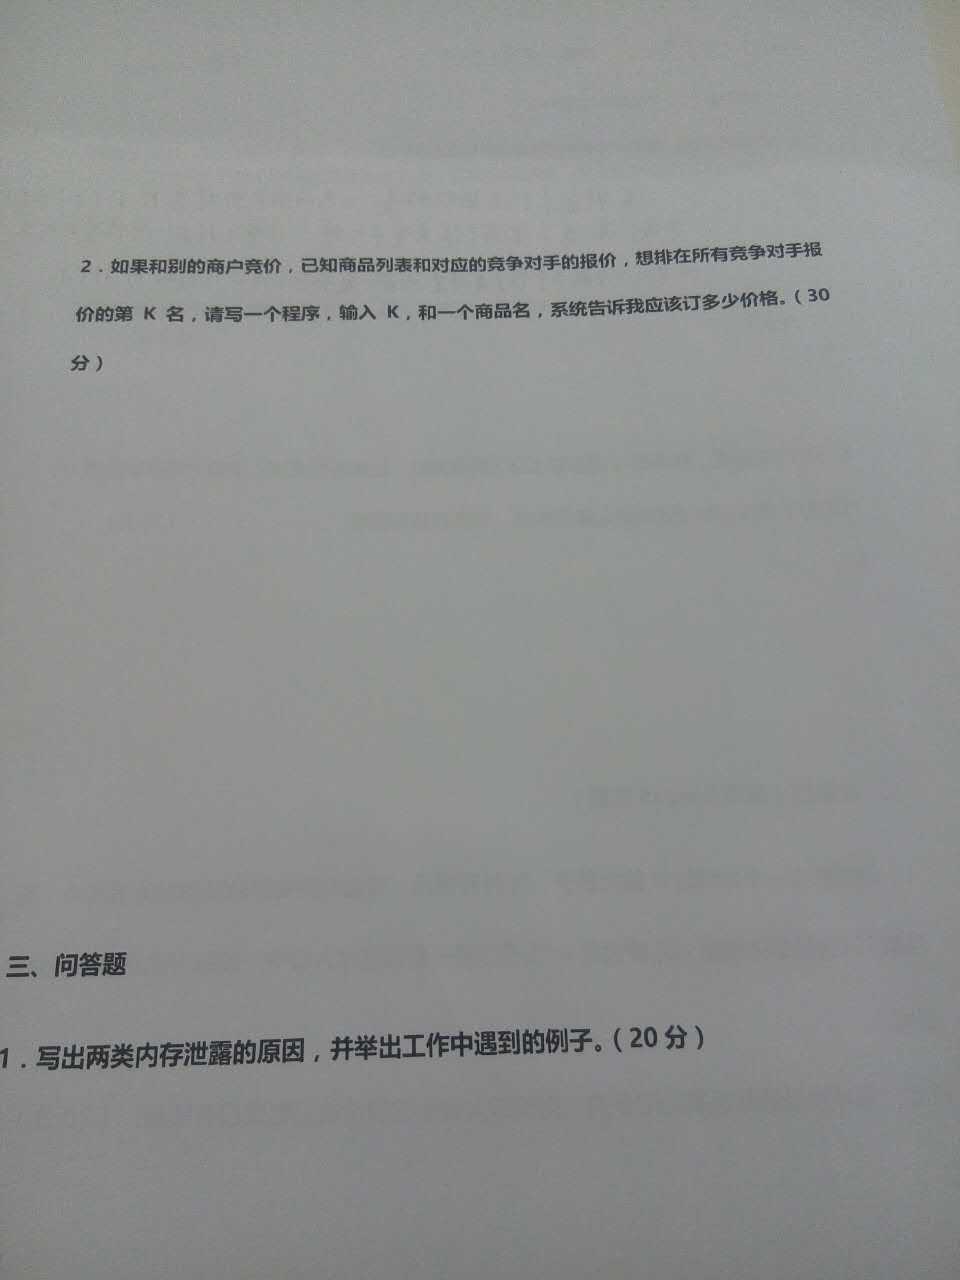 2．如果和别的商户竞价，已知商品列表和对应的竞争对手的报价，想排在所有竞争对手报
价的第 K 名，请写一个程序，输入 K，和一个商品名，系统告诉我应该订多少价格。（30
分）
三、问答题
1．写出两类内存泄露的原因，并举出工作中遇到的例子。（20 分）